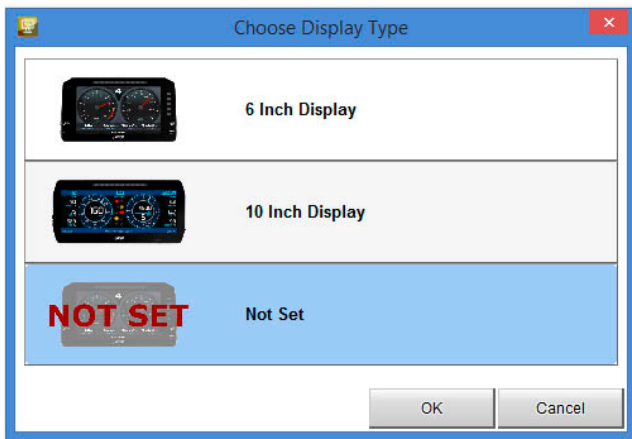 Choose Display Type
6 Inch Display
10 Inch Display
NOT SET
Not Set
OK
Cancel